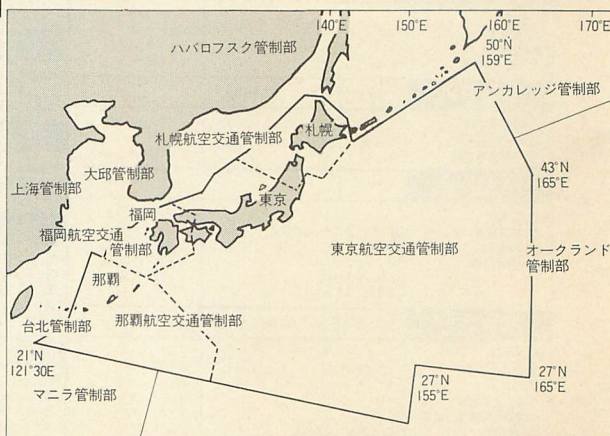 140°E
150°E
160°E
170°E
ハバロフスク管制部
50°N
159°E
アンカレッジ管制部
札幌航空交通管制部
札幌
大邱管制部
43°N
165°E
上海管制部
東京
福岡
福岡航空交通
管制部
東京航空交通管制部
オークランド
管制部
那覇
那覇航空交通管制部
台北管制部
21°N
121°30E
27°N
155°E
27°N
165°E
マニラ管制部